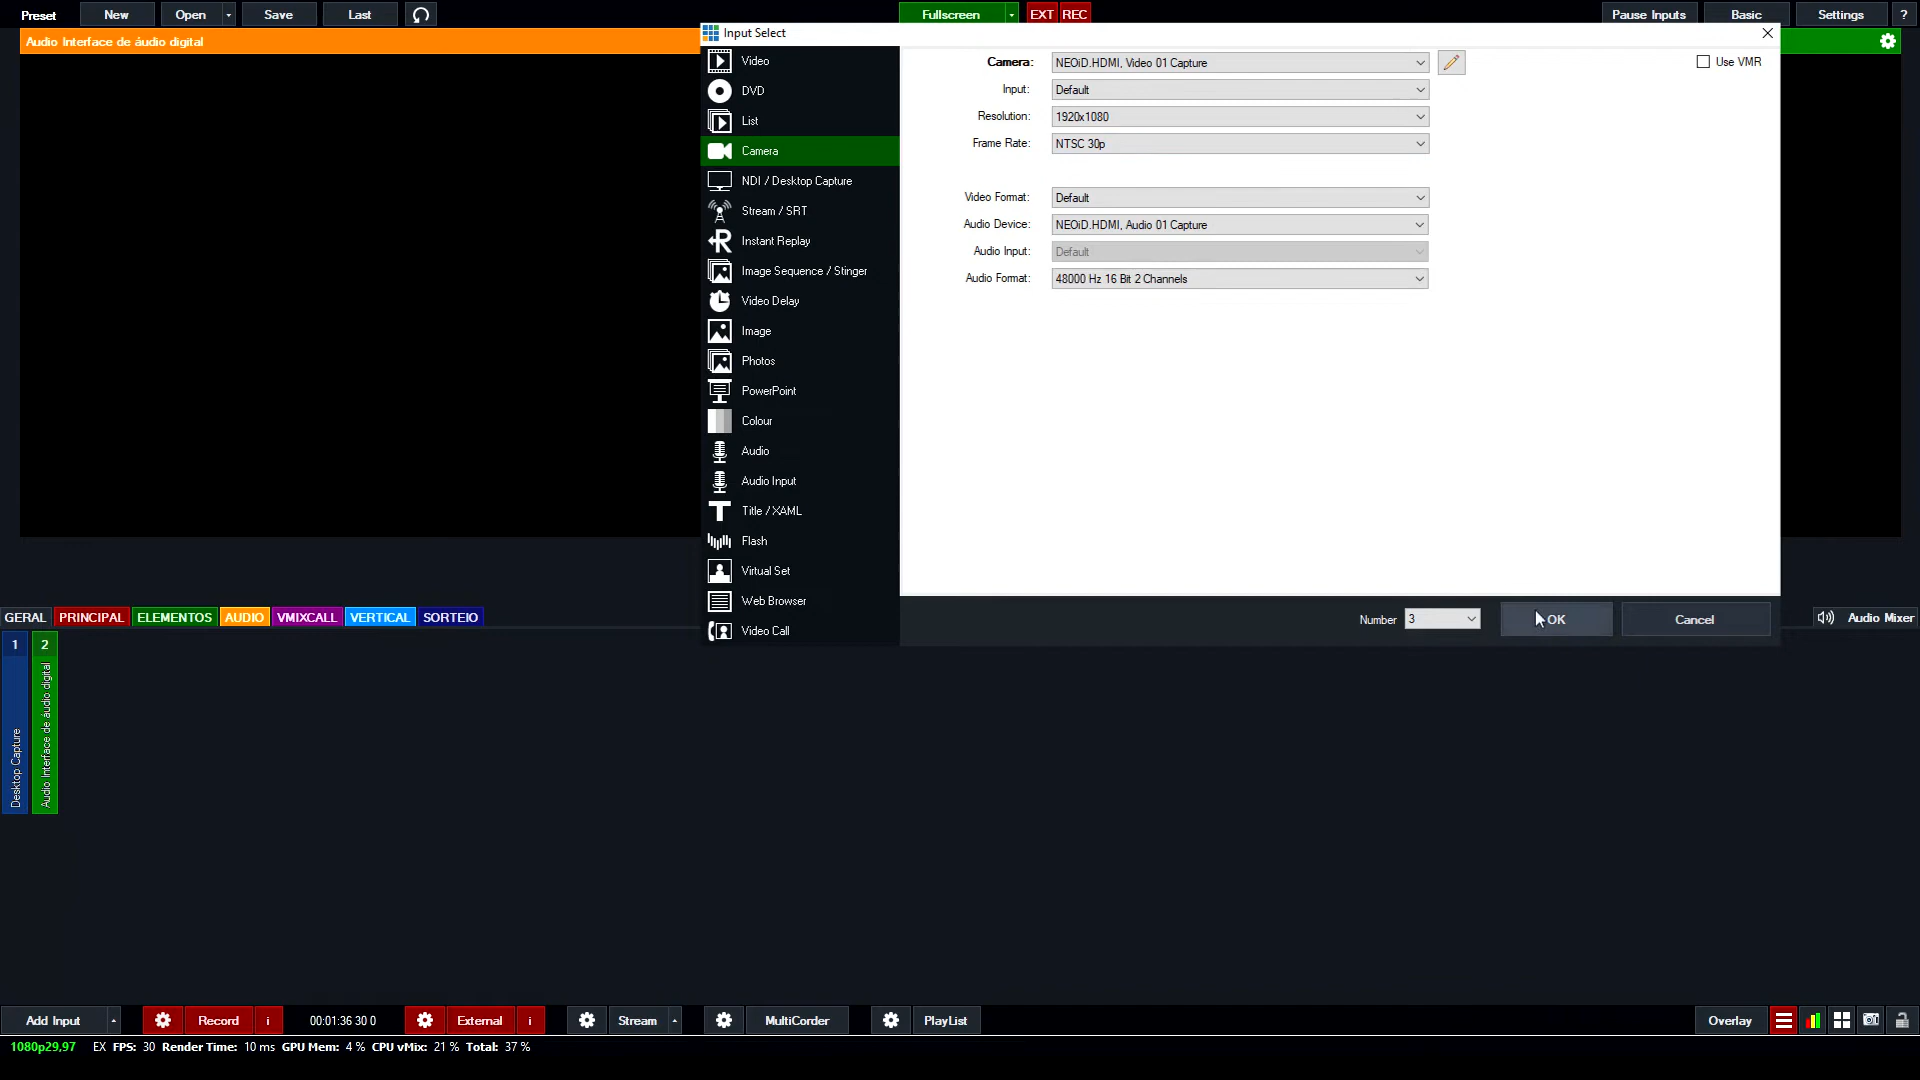 Preset New Open Save Last Fullscreen EXT REC Pause Inputs Basic Settings ?
Audio Interface de áudio digital
Input Select
Video
DVD
List
Camera
NDI / Desktop Capture
Stream / SRT
Instant Replay
Image Sequence / Stinger
Video Delay
Image
Photos
PowerPoint
Colour
Audio
Audio Input
Title / XAML
Flash
Virtual Set
Web Browser
Video Call
Camera: NEOiD.HDMI, Video 01 Capture Use VMR
Input: Default
Resolution: 1920x1080
Frame Rate: NTSC 30p
Video Format: Default
Audio Device: NEOiD.HDMI, Audio 01 Capture
Audio Input: Default
Audio Format: 48000 Hz 16 Bit 2 Channels
Number 3 OK Cancel
GERAL PRINCIPAL ELEMENTOS AUDIO VMIXCALL VERTICAL SORTEIO Audio Mixer
1 2
Desktop Capture
Audio Interface de áudio digital
Add Input Record i 00:01:36 30 0 External i Stream MultiCorder PlayList Overlay
1080p29,97 EX FPS: 30 Render Time: 10 ms GPU Mem: 4 % CPU vMix: 21 % Total: 37 %